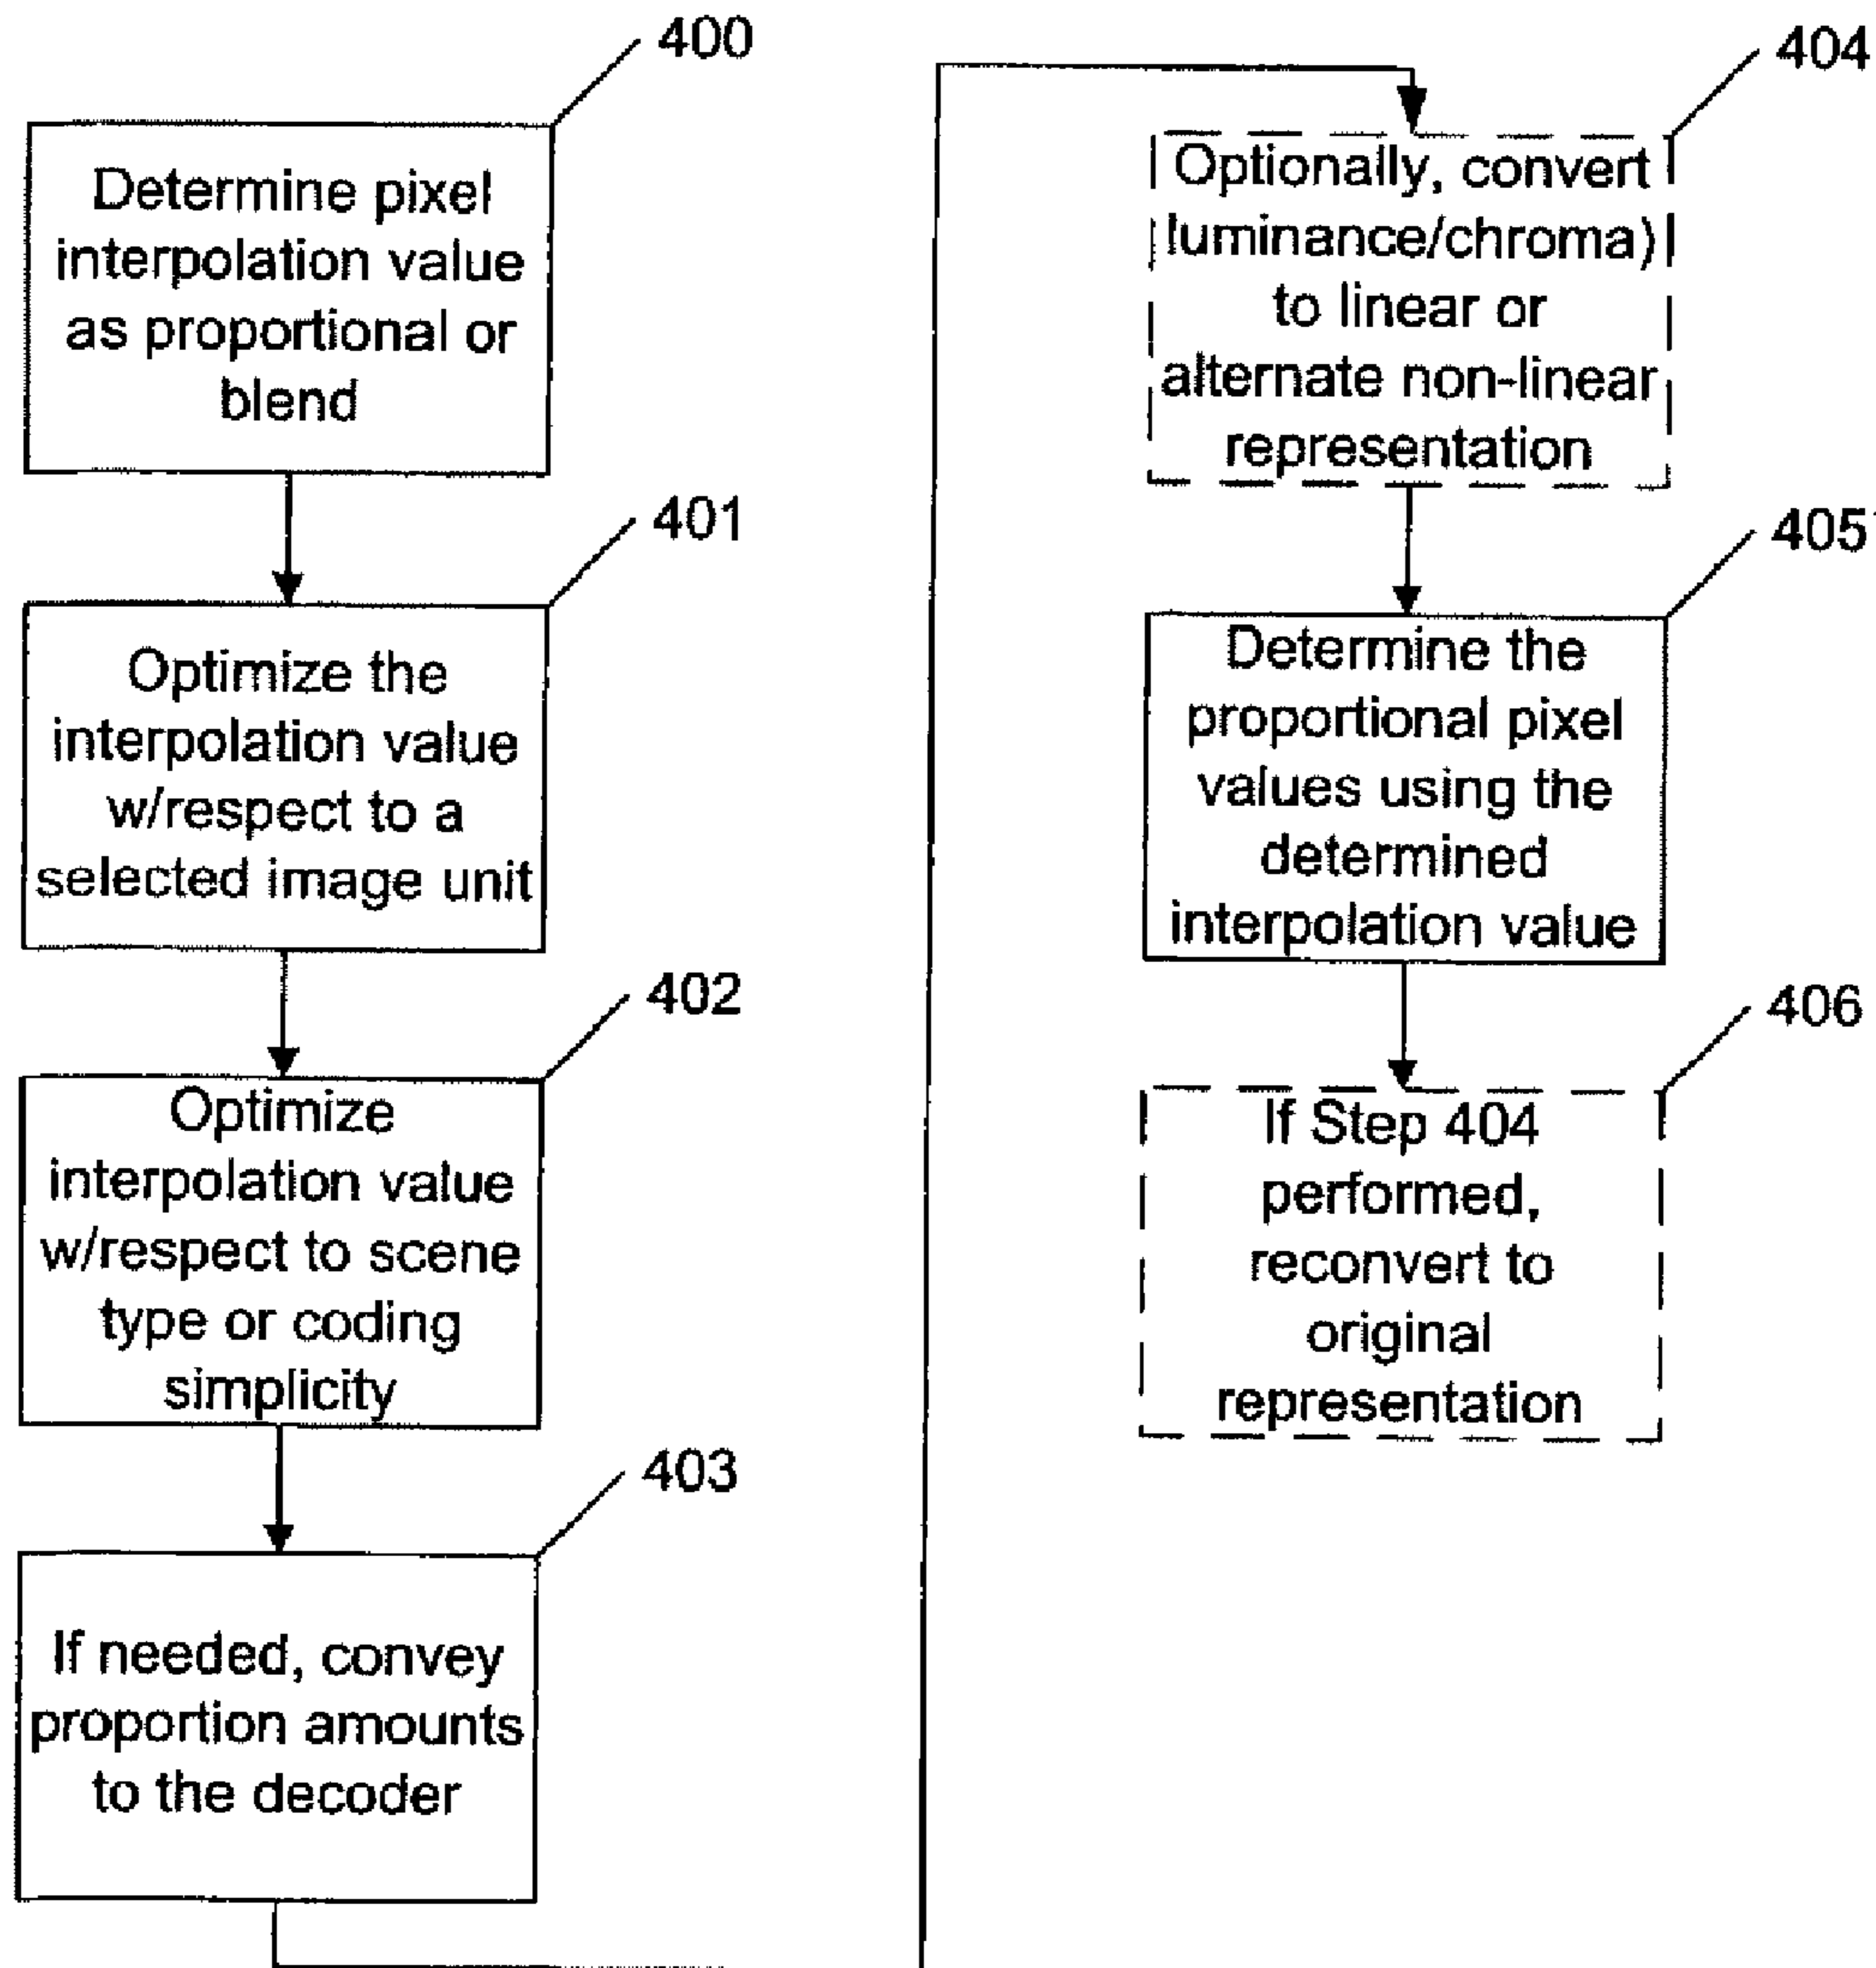 400
Determine pixel
interpolation value
as proportional or
blend
401
Optimize the
interpolation value
w/respect to a
selected image unit
402
Optimize
interpolation value
w/respect to scene
type or coding
simplicity
403
If needed, convey
proportion amounts
to the decoder
404
Optionally, convert
luminance/chroma)
to linear or
alternate non-linear
representation
405
Determine the
proportional pixel
values using the
determined
interpolation value
406
If Step 404
performed,
reconvert to
original
representation